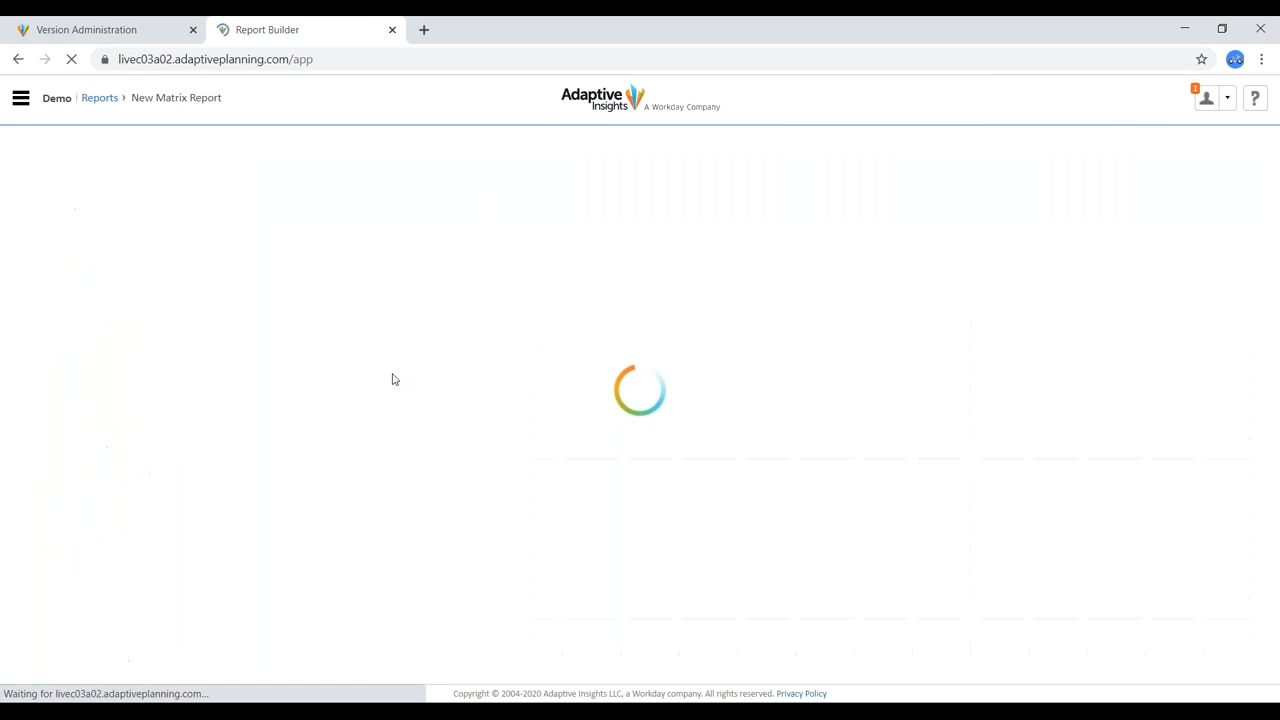 Version Administration
Report Builder
livec03a02.adaptiveplanning.com/app
Demo
Reports › New Matrix Report
Adaptive
Insights
A Workday Company
1
?
Waiting for livec03a02.adaptiveplanning.com...
Copyright © 2004-2020 Adaptive Insights LLC, a Workday company. All rights reserved. Privacy Policy